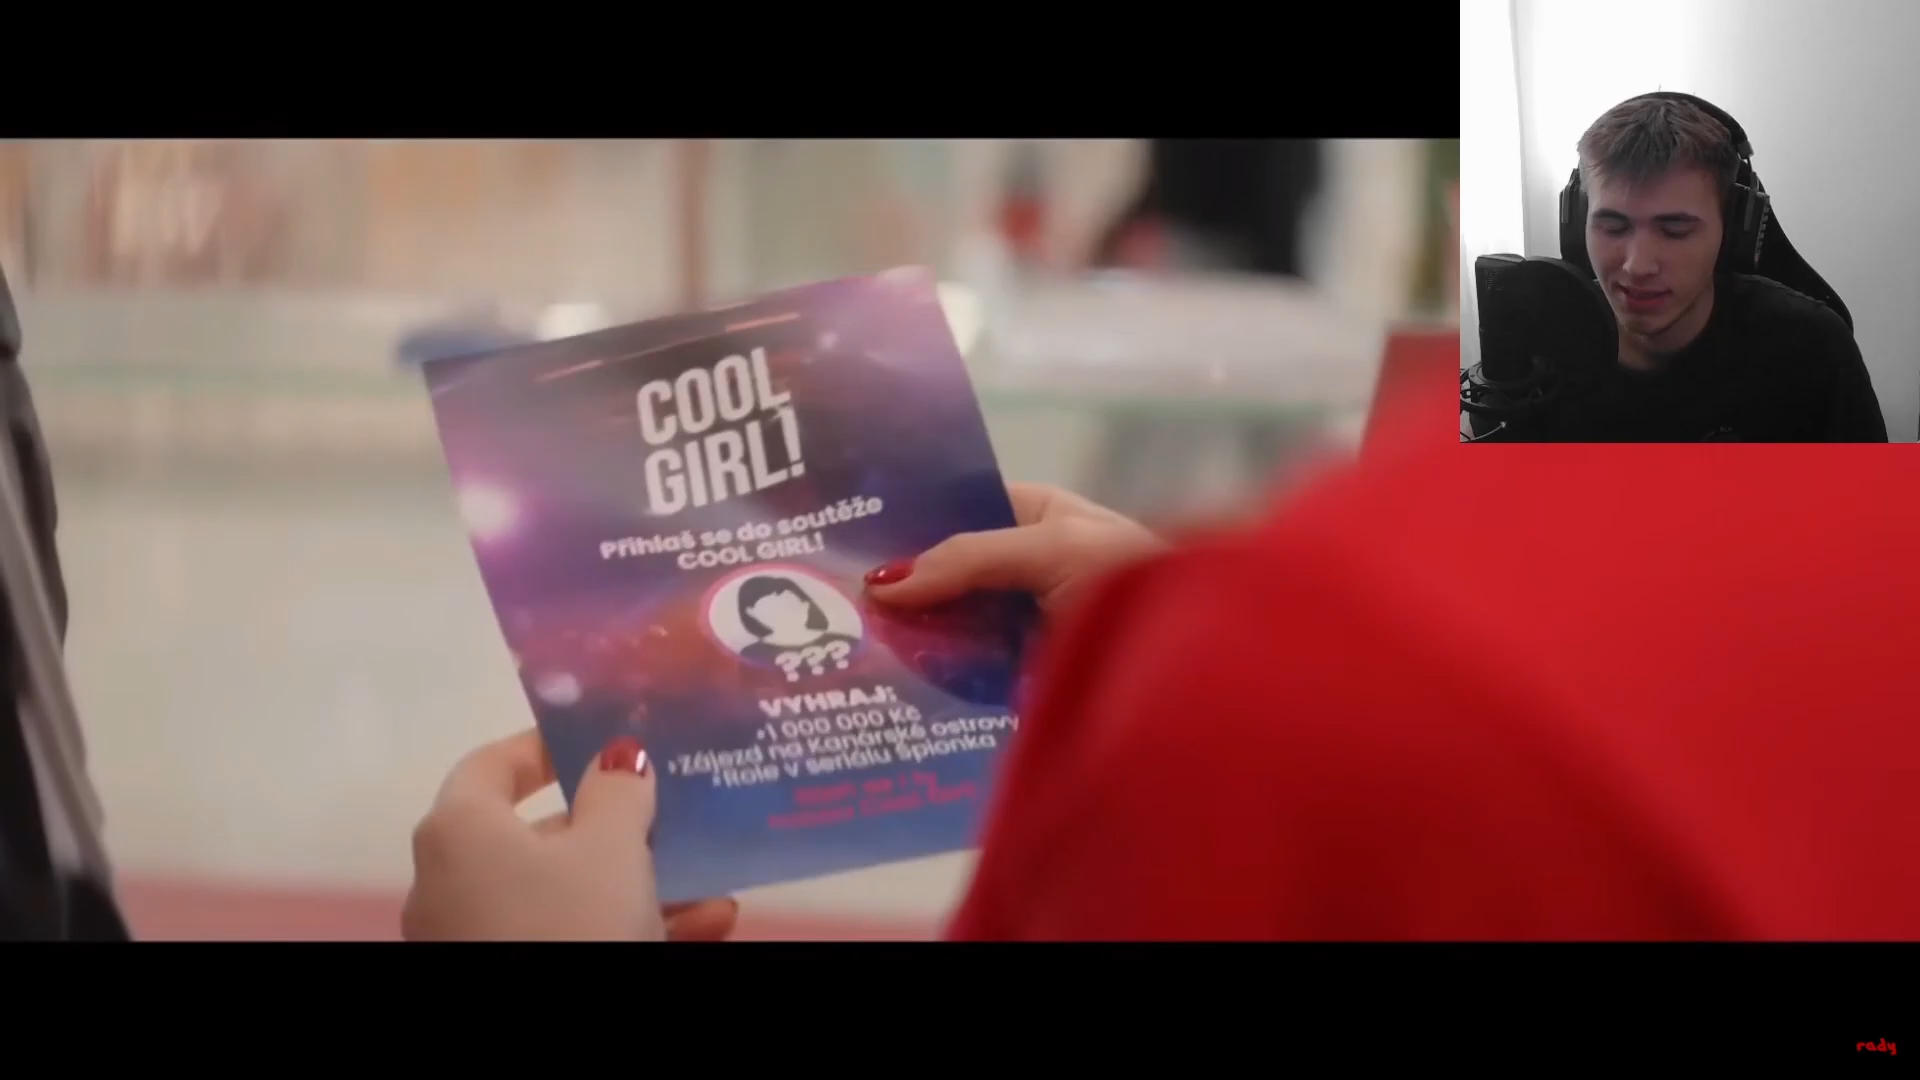 COOL
GIRL!
Přihlaš se do soutěže
COOL GIRL!
???
VYHRAJ:
•1 000 000 Kč
•Zájezd na Kanárské ostrovy
•Role v seriálu Špionka
rady